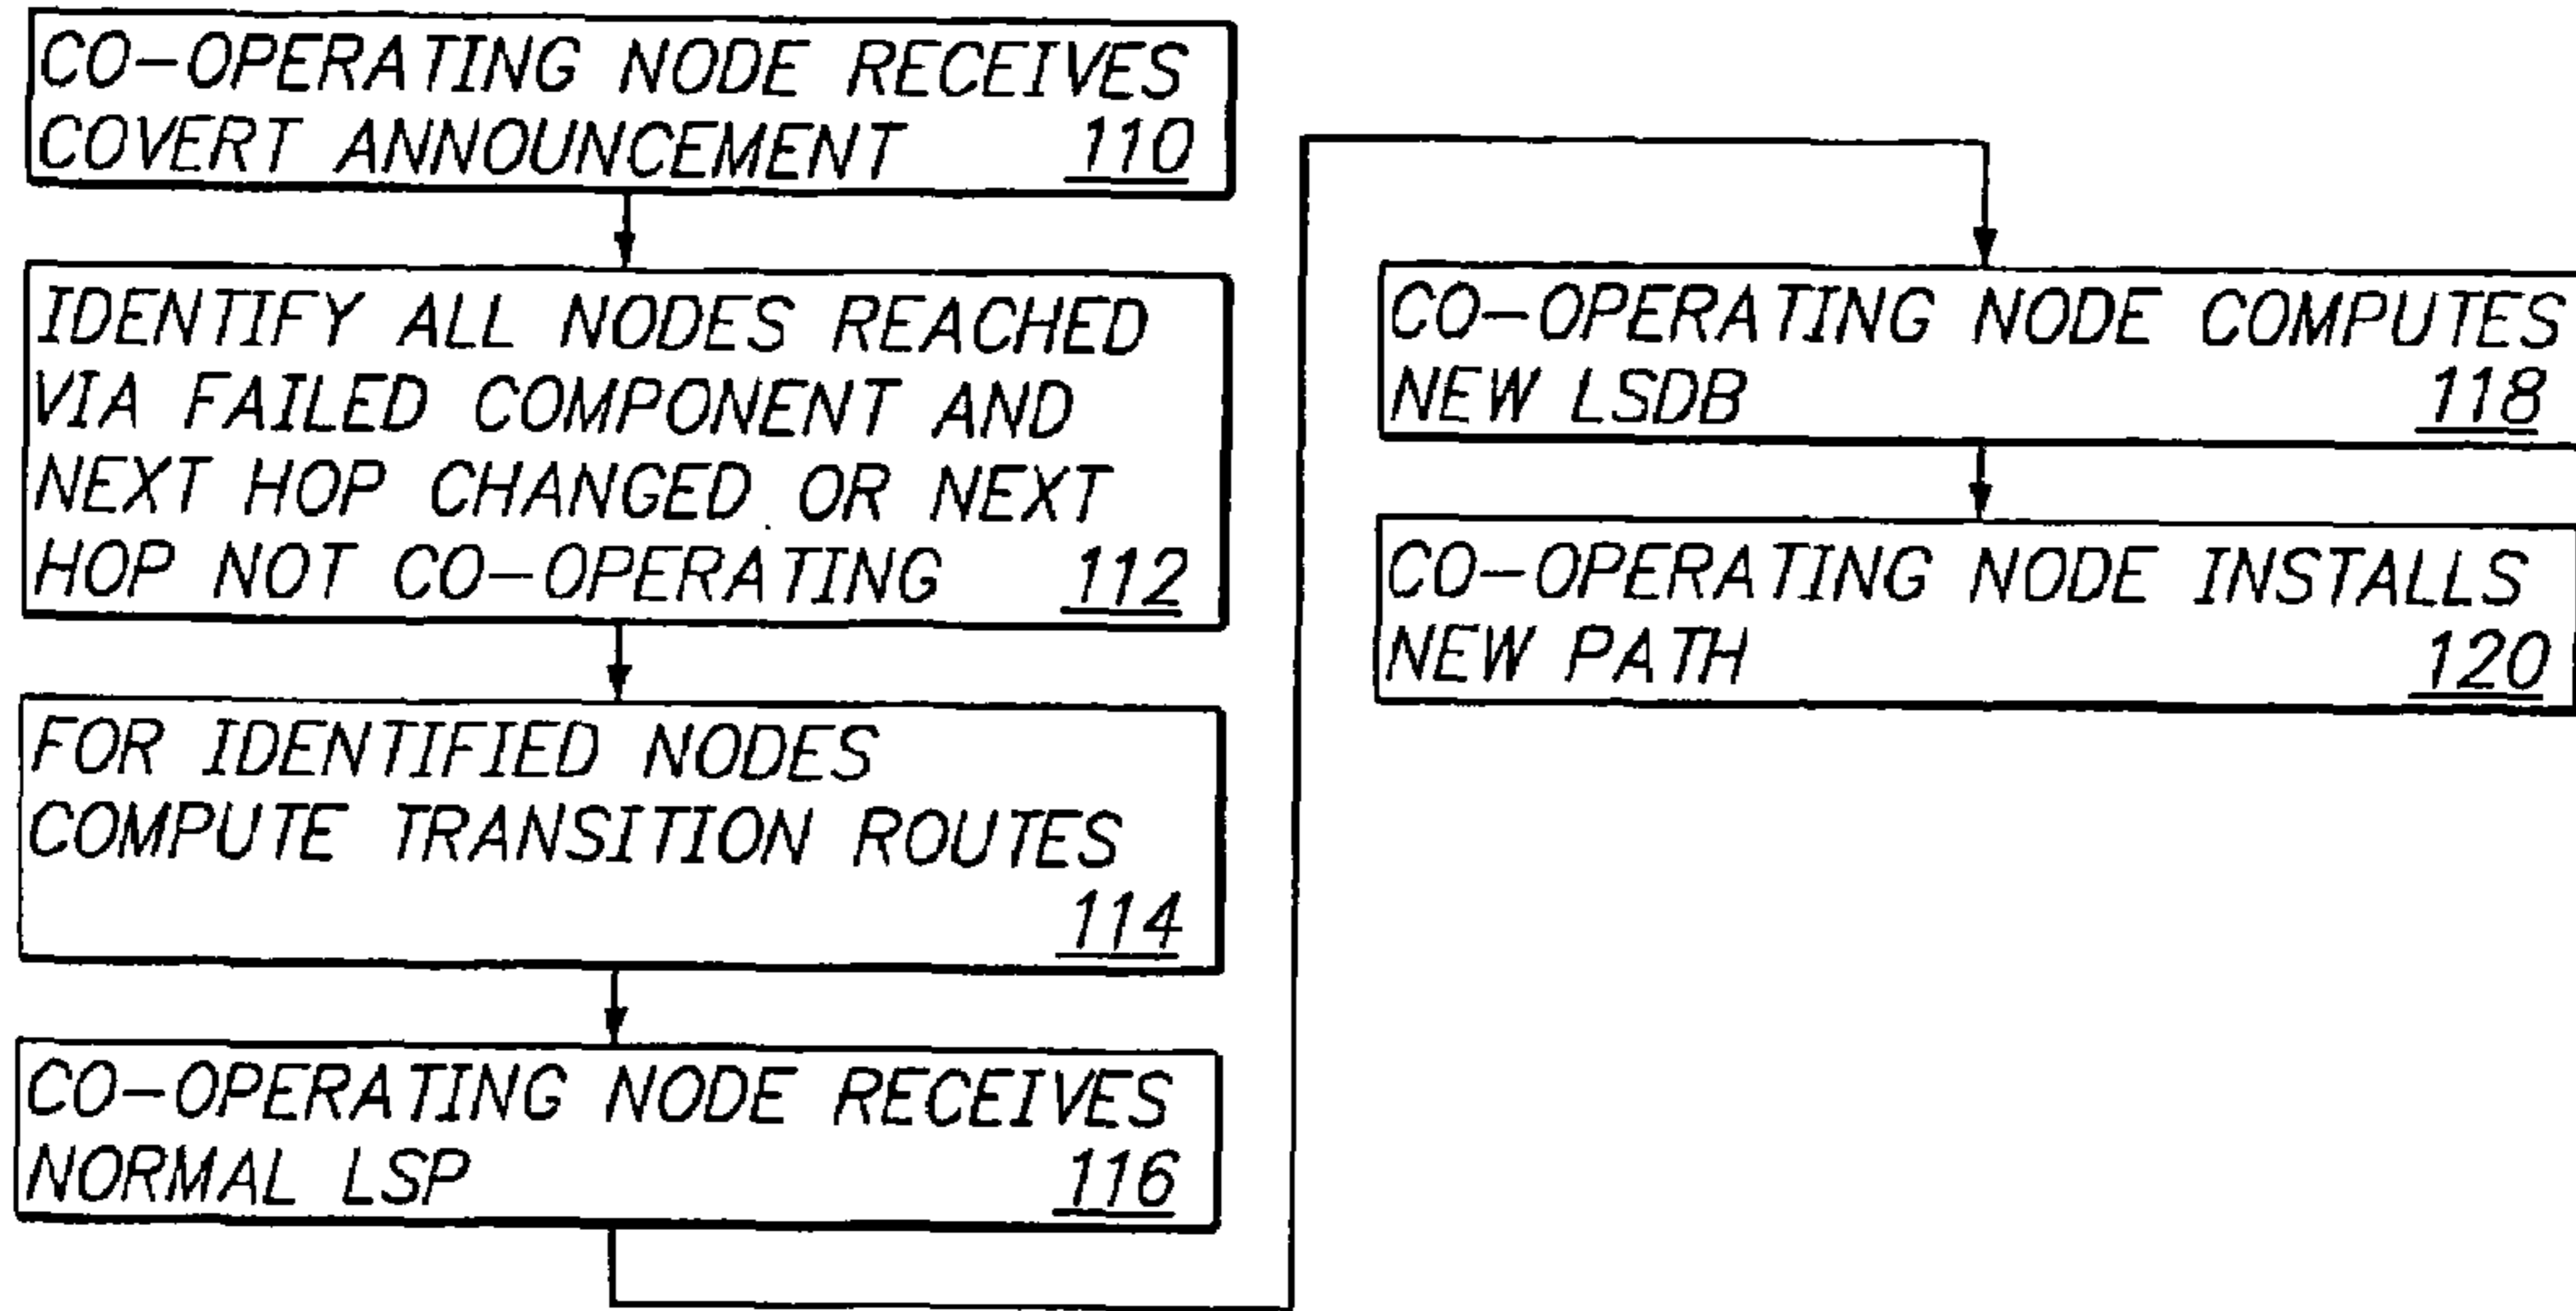 CO-OPERATING NODE RECEIVES
COVERT ANNOUNCEMENT 110
IDENTIFY ALL NODES REACHED
VIA FAILED COMPONENT AND
NEXT HOP CHANGED OR NEXT
HOP NOT CO-OPERATING 112
FOR IDENTIFIED NODES
COMPUTE TRANSITION ROUTES
114
CO-OPERATING NODE RECEIVES
NORMAL LSP 116
CO-OPERATING NODE COMPUTES
NEW LSDB 118
CO-OPERATING NODE INSTALLS
NEW PATH 120